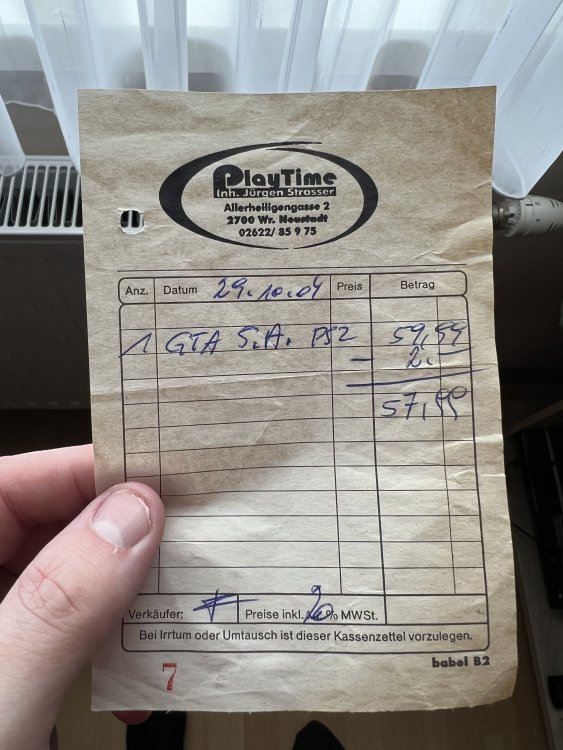 PlayTime
Inh. Jürgen Strasser
Allerheiligengasse 2
2700 Wr. Neustadt
02622/ 85 9 75
Anz. Datum 29.10.04 Preis Betrag
1 GTA S.A. PS2 59,99
– 2.–
57,99
Verkäufer: Preise inkl. 20% MWSt.
Bei Irrtum oder Umtausch ist dieser Kassenzettel vorzulegen.
7 babel B2